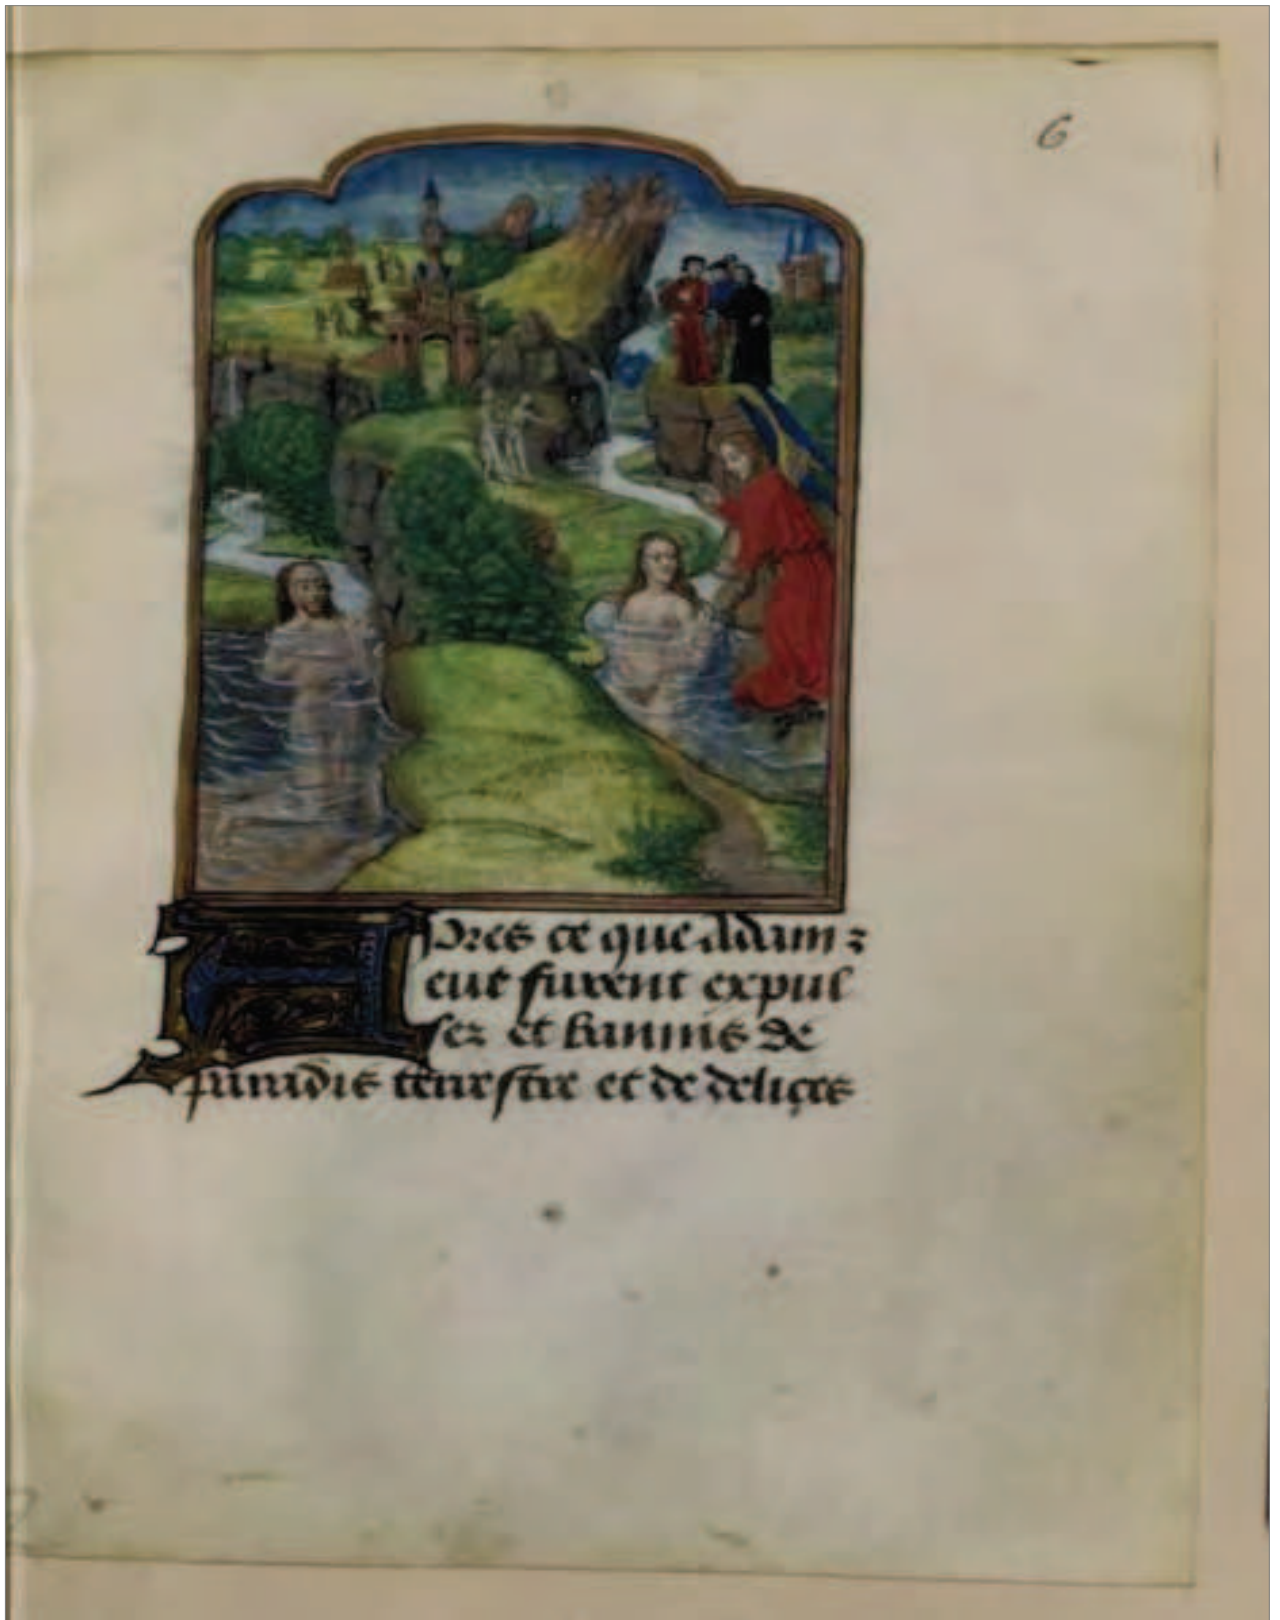 6
Apres ce que adam ⁊
eue furent expul
sez et bannis de
paradis terrestre et de delices